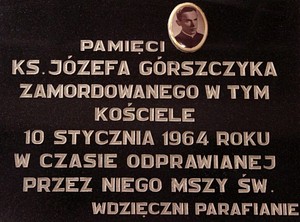 PAMIĘCI
KS. JÓZEFA GÓRSZCZYKA
ZAMORDOWANEGO W TYM
KOŚCIELE
10 STYCZNIA 1964 ROKU
W CZASIE ODPRAWIANEJ
PRZEZ NIEGO MSZY ŚW.
WDZIĘCZNI PARAFIANIE